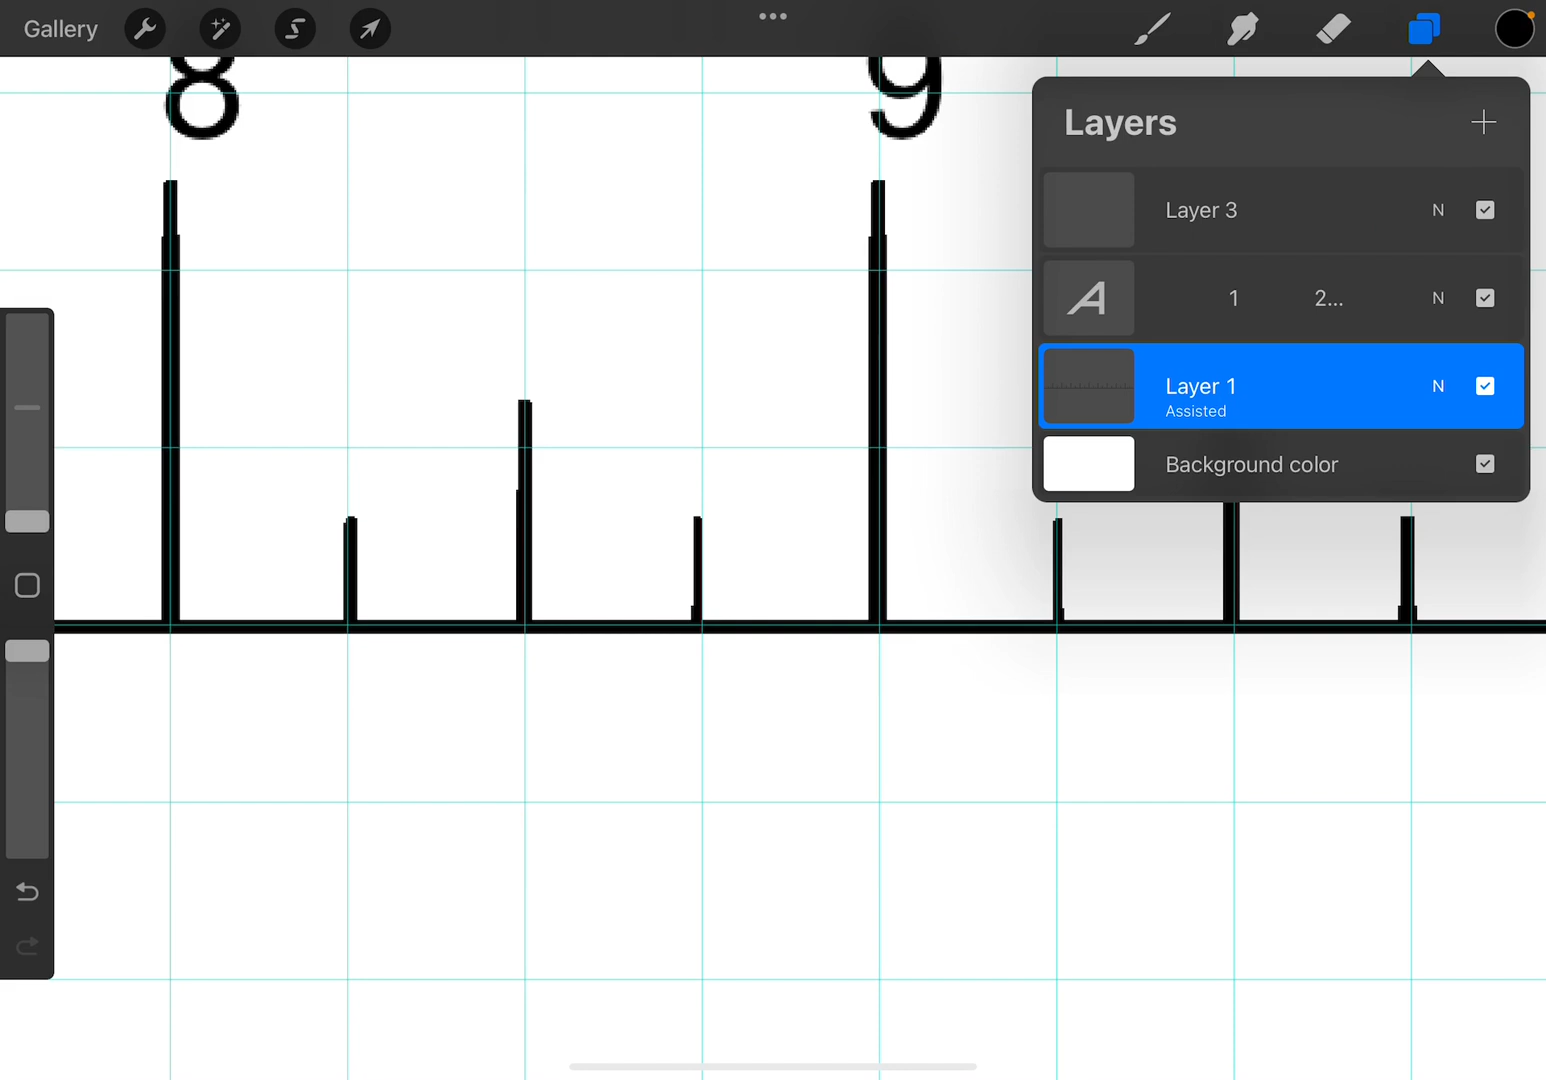 Gallery
8
9
Layers
Layer 3 N
1 2... N
Layer 1 N
Assisted
Background color